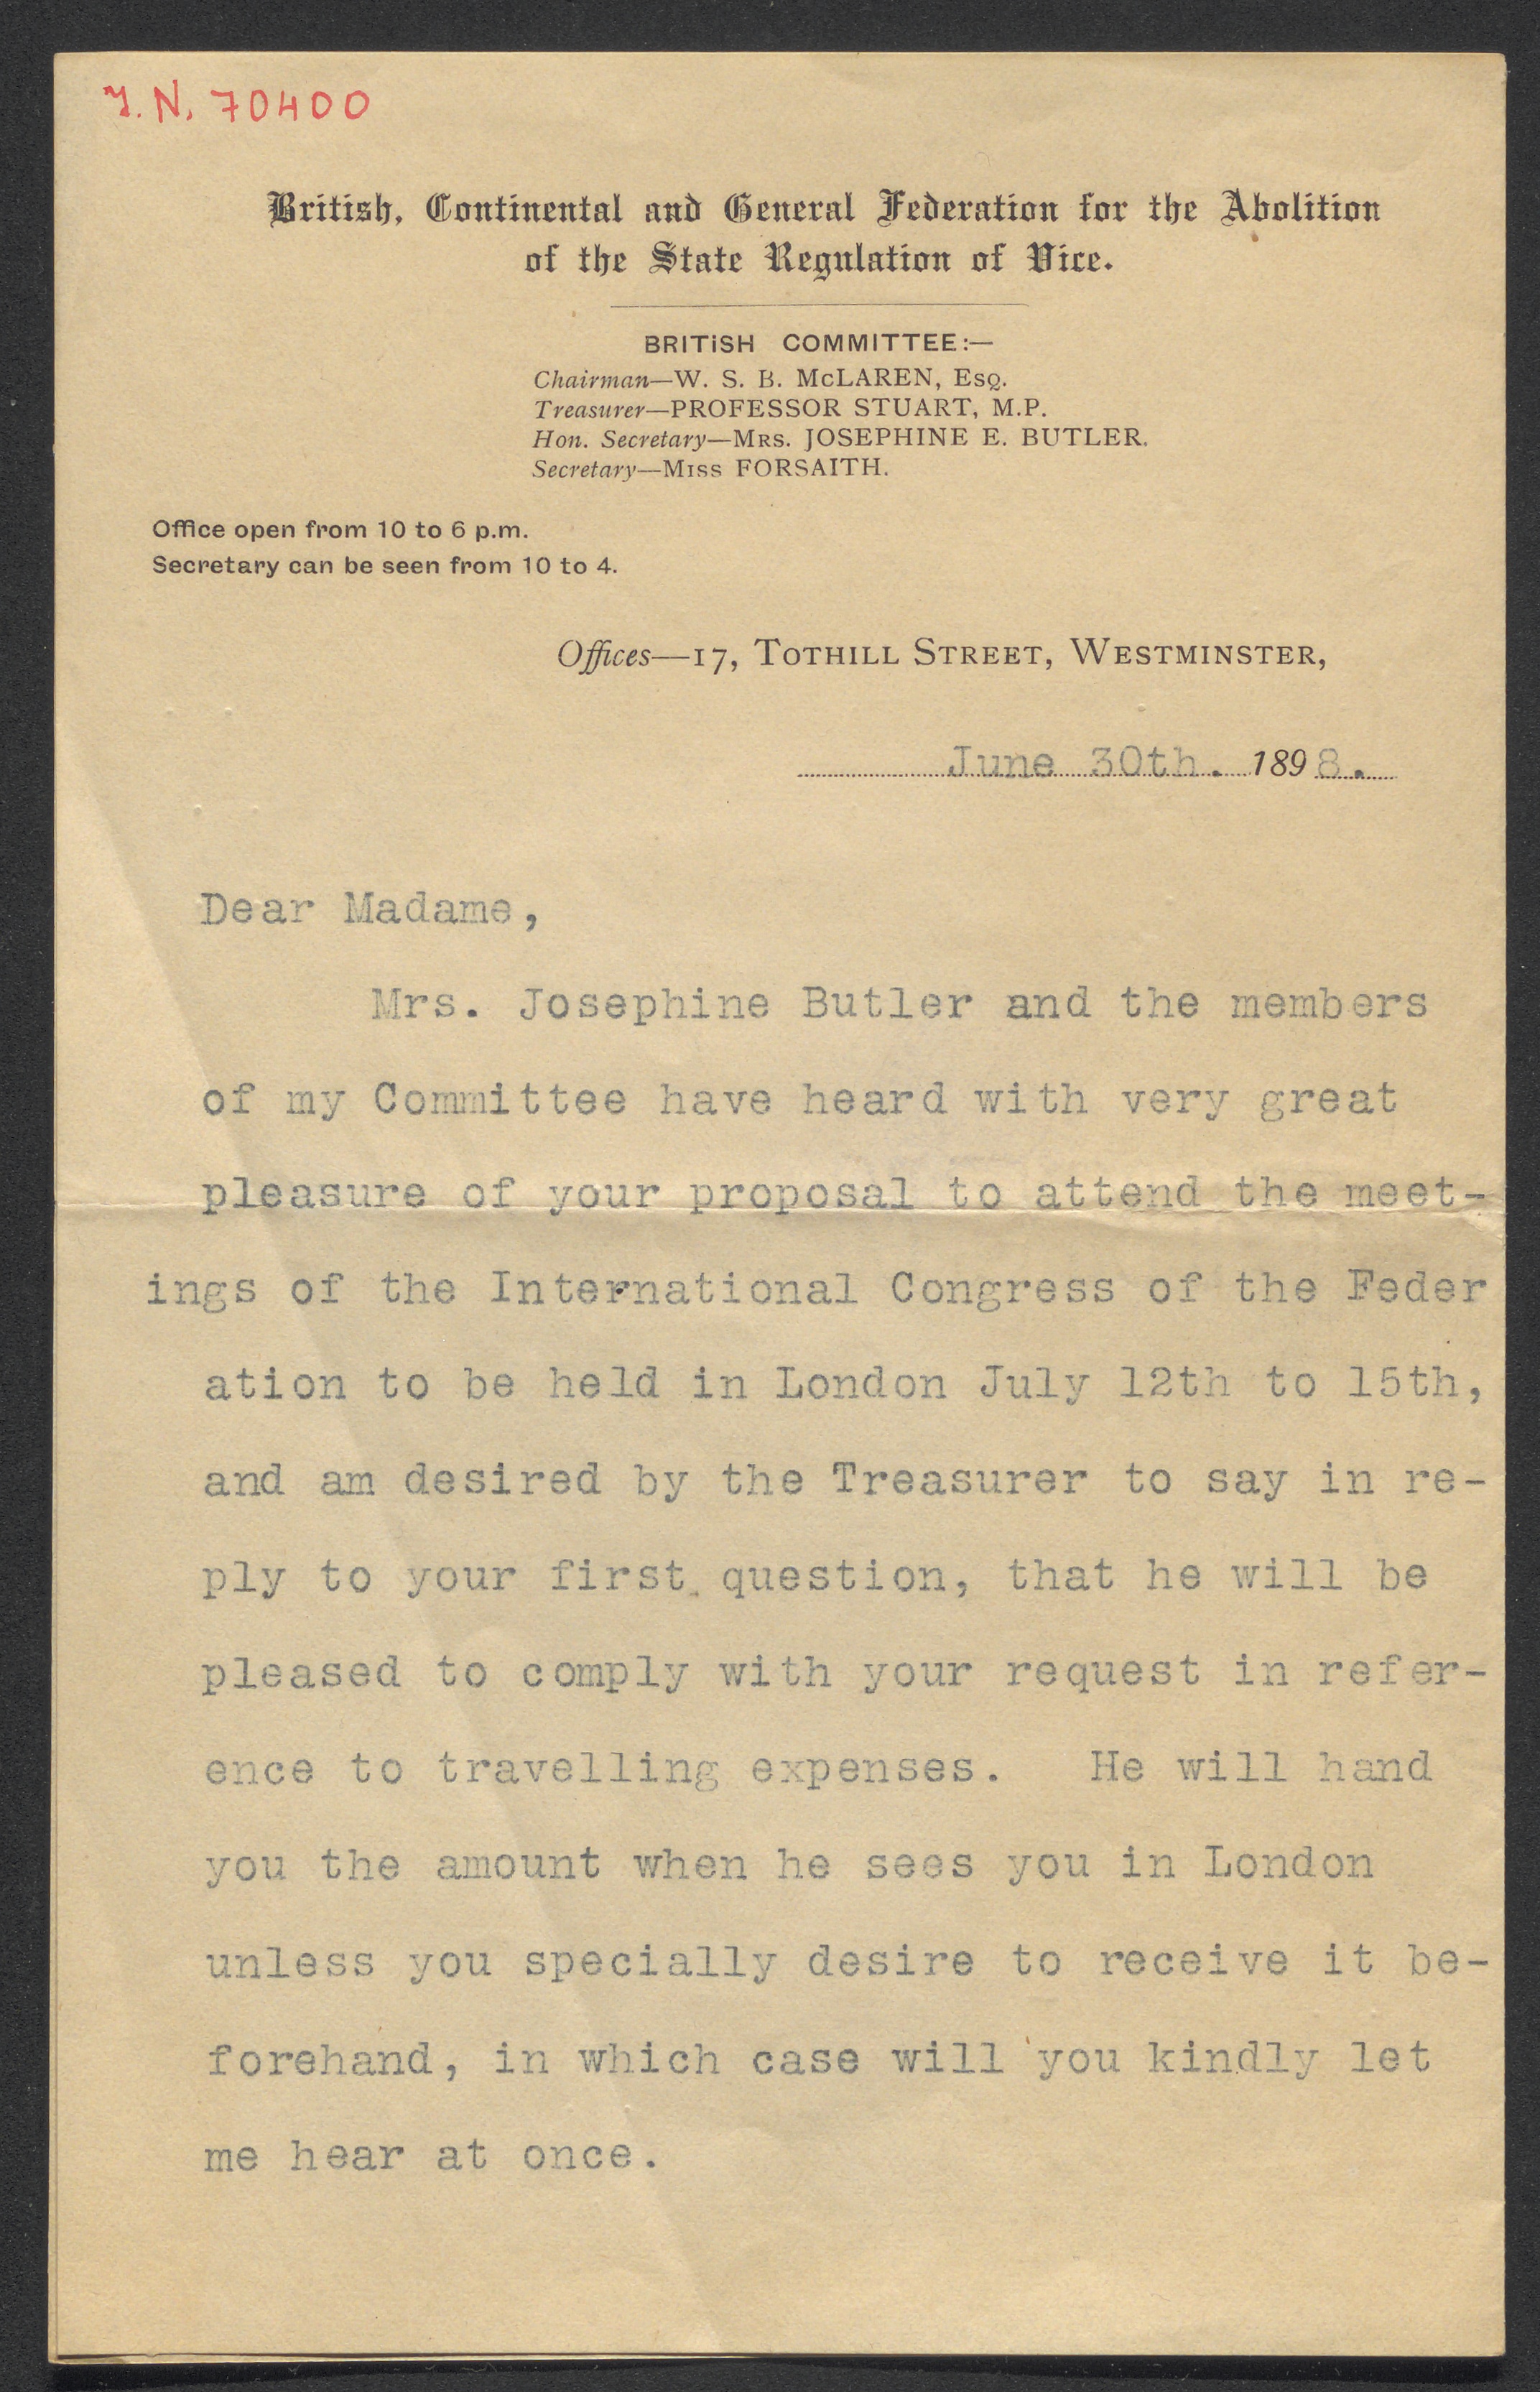 J.N. 70400
British, Continental and General Federation for the Abolition
of the State Regulation of Vice.
BRITISH COMMITTEE:—
Chairman—W. S. B. McLAREN, Esq.
Treasurer—PROFESSOR STUART, M.P.
Hon. Secretary—Mrs. JOSEPHINE E. BUTLER.
Secretary—Miss FORSAITH.
Office open from 10 to 6 p.m.
Secretary can be seen from 10 to 4.
Offices—17, Tothill Street, Westminster,
June 30th. 1898.
Dear Madame,
Mrs. Josephine Butler and the members
of my Committee have heard with very great
pleasure of your proposal to attend the meet-
ings of the International Congress of the Feder
ation to be held in London July 12th to 15th,
and am desired by the Treasurer to say in re-
ply to your first question, that he will be
pleased to comply with your request in refer-
ence to travelling expenses. He will hand
you the amount when he sees you in London
unless you specially desire to receive it be-
forehand, in which case will you kindly let
me hear at once.